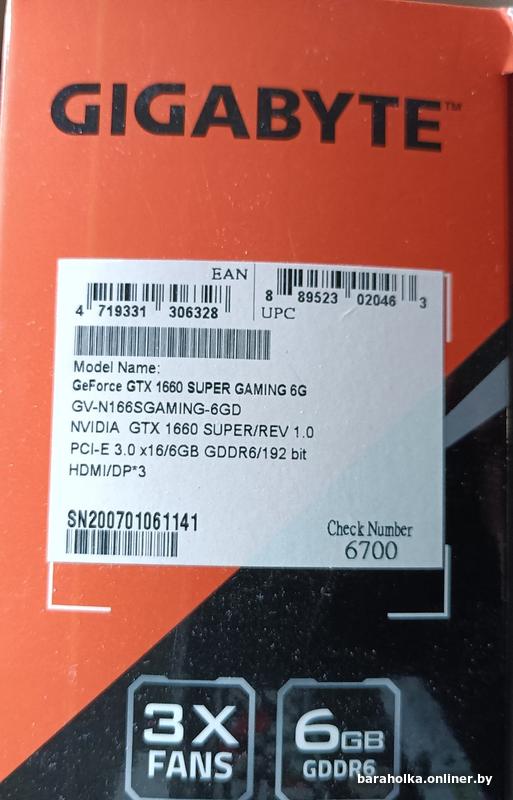 GIGABYTE™
EAN
4 719331 306328
8 89523 02046 3
UPC
Model Name:
GeForce GTX 1660 SUPER GAMING 6G
GV-N166SGAMING-6GD
NVIDIA GTX 1660 SUPER/REV 1.0
PCI-E 3.0 x16/6GB GDDR6/192 bit
HDMI/DP*3
SN200701061141
Check Number
6700
3X
FANS
6GB
GDDR6
baraholka.onliner.by